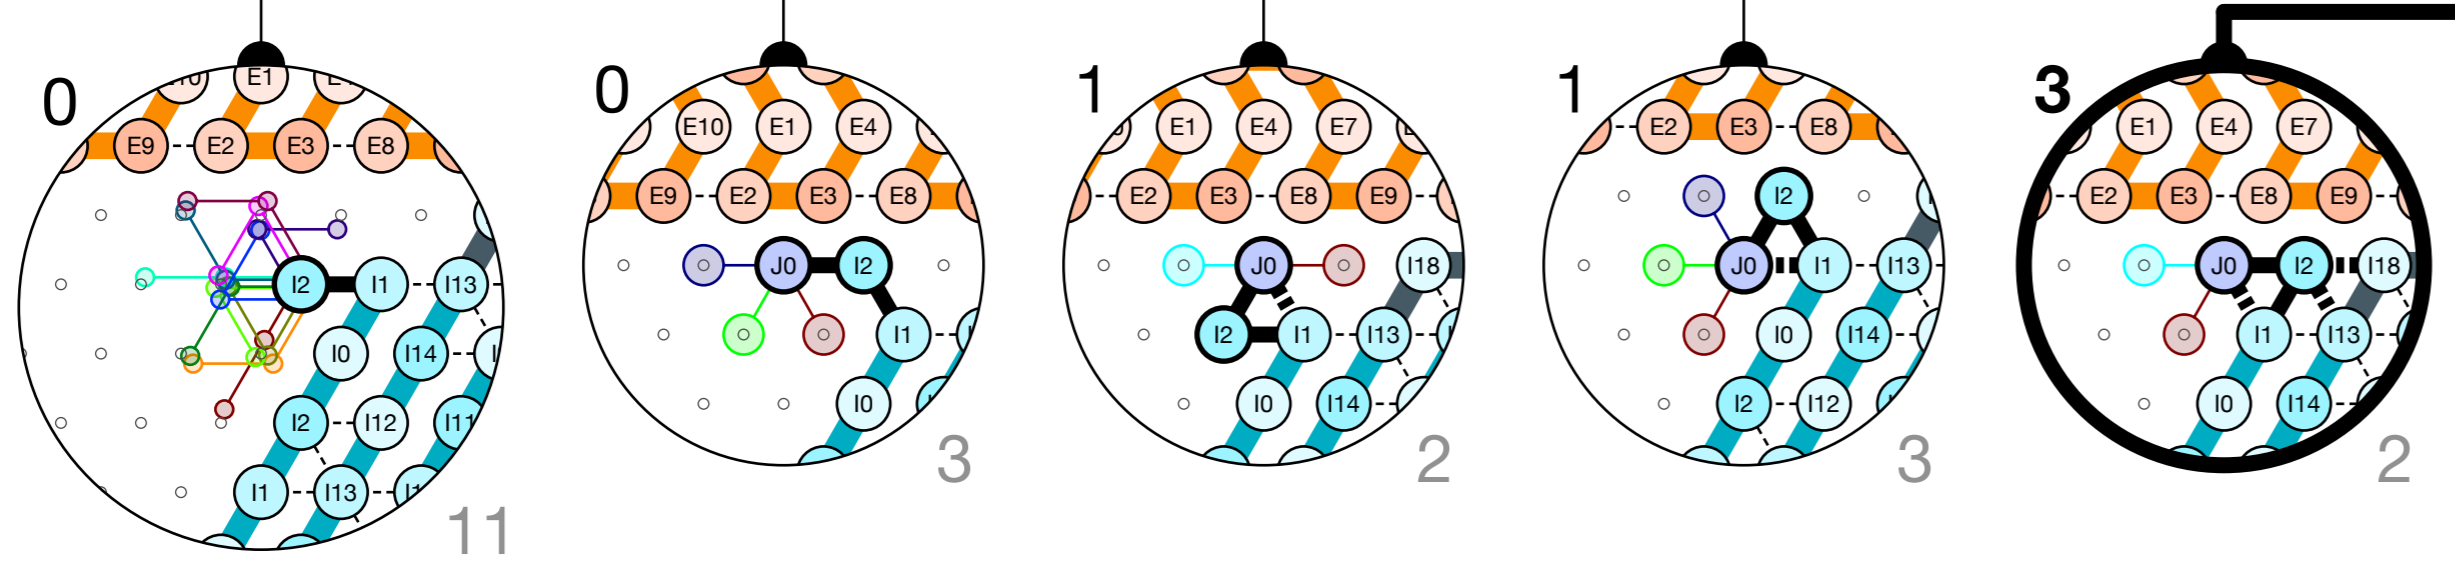 0
E1
E9 E2 E3 E8
I2 I1 I13
I0 I14
I2 I12 I11
I1 I13
11
0
E10 E1 E4
E9 E2 E3 E8
J0 I2
I1
I0
3
1
E1 E4 E7
E2 E3 E8 E9
J0 I18
I2 I1 I13
I0 I14
2
1
E2 E3 E8
I2
J0 I1 I13
I0 I14
I2 I12
3
3
E1 E4 E7
E2 E3 E8 E9
J0 I2 I18
I1 I13
I0 I14
2